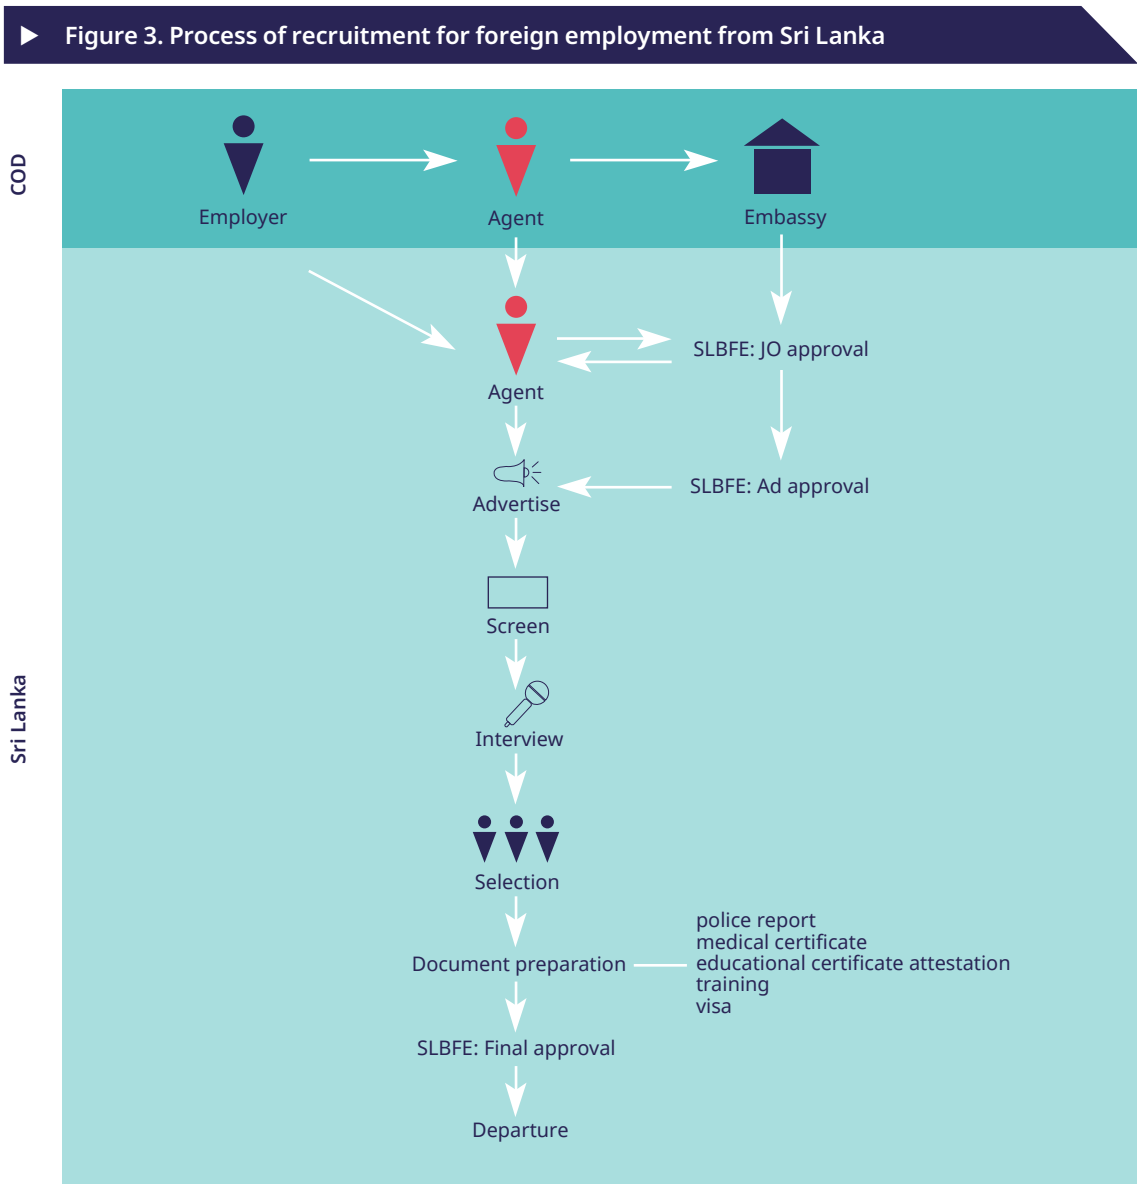 Figure 3. Process of recruitment for foreign employment from Sri Lanka
COD
Employer
Agent
Embassy
Sri Lanka
Agent
SLBFE: JO approval
Advertise
SLBFE: Ad approval
Screen
Interview
Selection
Document preparation
police report
medical certificate
educational certificate attestation
training
visa
SLBFE: Final approval
Departure